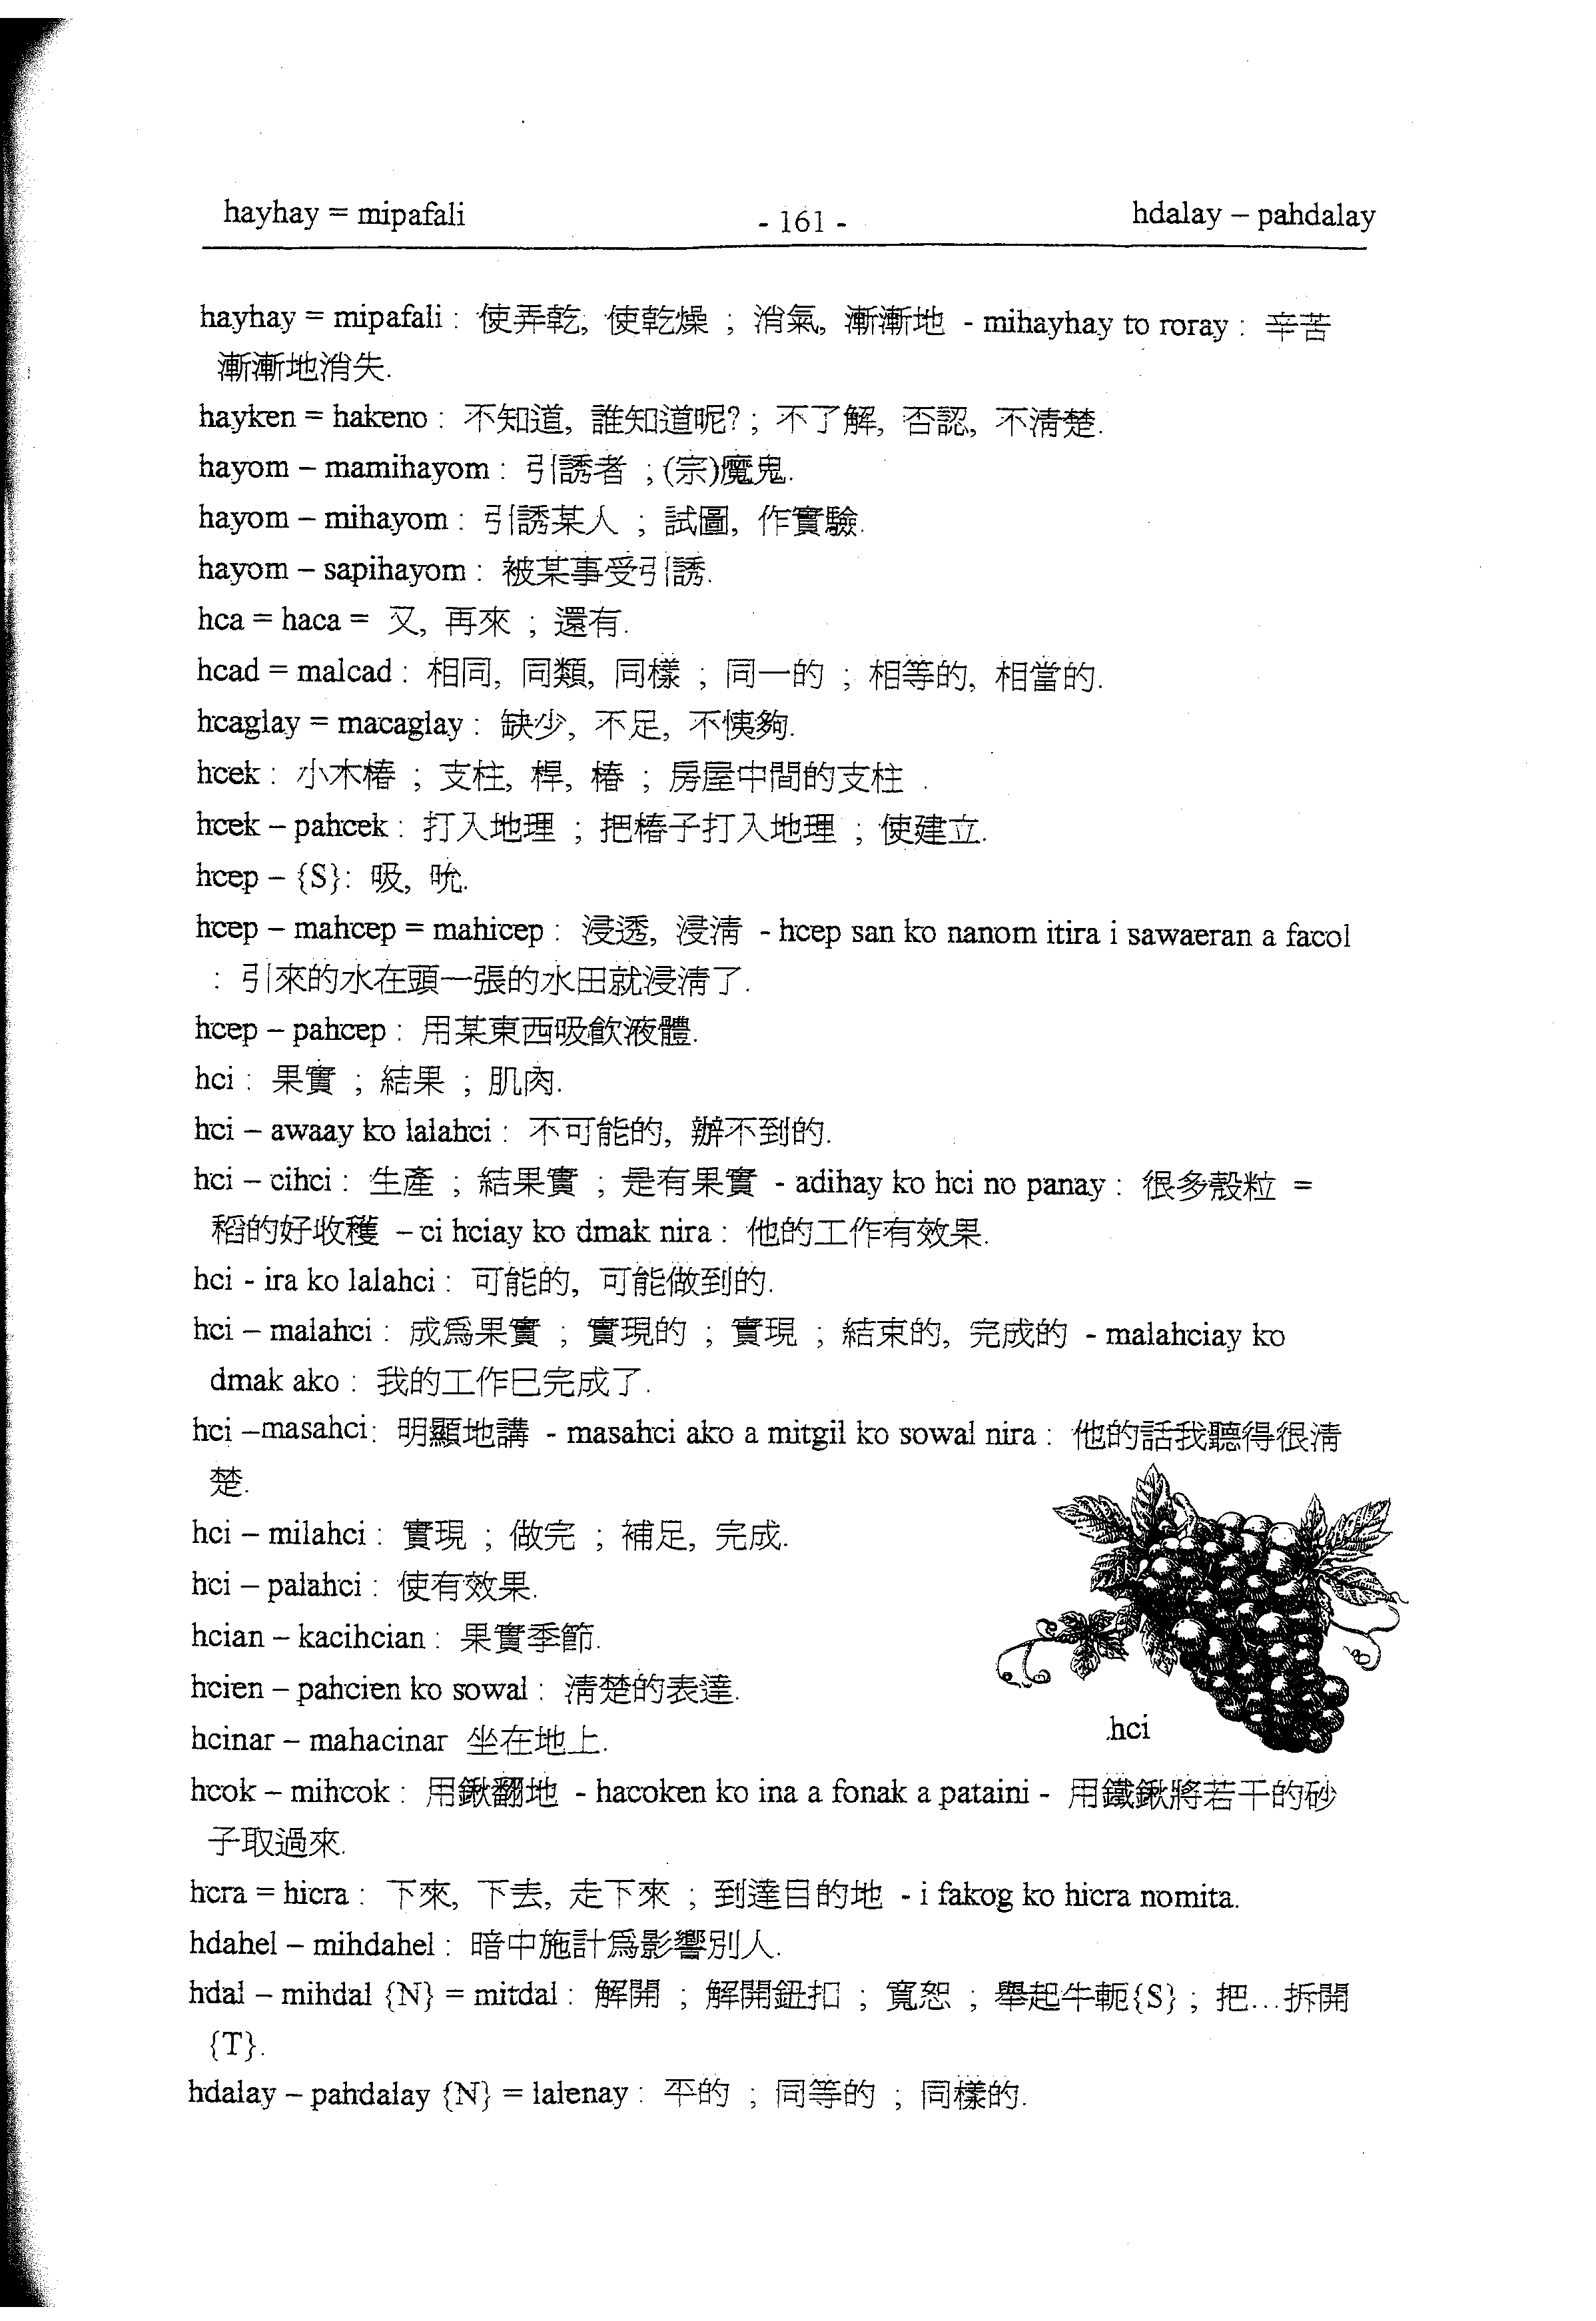 hayhay = mipafali
- 161 -
hdalay – pahdalay
hayhay = mipafali : 使弄乾, 使乾燥 ; 消氣, 漸漸地 - mihayhay to roray : 辛苦
漸漸地消失.
hayken = hakeno : 不知道, 誰知道呢? ; 不了解, 否認, 不清楚.
hayom – mamihayom : 引誘者 ; (宗)魔鬼.
hayom – mihayom : 引誘某人 ; 試圖, 作實驗.
hayom – sapihayom : 被某事受引誘.
hca = haca = 又, 再來 ; 還有.
hcad = malcad : 相同, 同類, 同樣 ; 同一的 ; 相等的, 相當的.
hcaglay = macaglay : 缺少, 不足, 不侇夠.
hcek : 小木樁 ; 支柱, 桿, 樁 ; 房屋中間的支柱 .
hcek – pahcek : 打入地理 ; 把樁子打入地理 ; 使建立.
hcep – {S}: 吸, 吮.
hcep – mahcep = mahicep : 浸透, 浸清 - hcep san ko nanom itira i sawaeran a facol
: 引來的水在頭一張的水田就浸清了.
hcep – pahcep : 用某東西吸飲液體.
hci : 果實 ; 結果 ; 肌肉.
hci – awaay ko lalahci : 不可能的, 辦不到的.
hci – cihci : 生產 ; 結果實 ; 是有果實 - adihay ko hci no panay : 很多穀粒 =
稻的好收穫 – ci hciay ko dmak nira : 他的工作有效果.
hci - ira ko lalahci : 可能的, 可能做到的.
hci – malahci : 成爲果實 ; 實現的 ; 實現 ; 結束的, 完成的 - malahciay ko
dmak ako : 我的工作已完成了.
hci –masahci: 明顯地講 - masahci ako a mitgil ko sowal nira : 他的話我聽得很清
楚.
hci – milahci : 實現 ; 做完 ; 補足, 完成.
hci – palahci : 使有效果.
hcian – kacihcian : 果實季節.
hcien – pahcien ko sowal : 清楚的表達.
hcinar – mahacinar 坐在地上.
hci
hcok – mihcok : 用鍬翻地 - hacoken ko ina a fonak a pataini - 用鐵鍬將若干的砂
子取過來.
hcra = hicra : 下來, 下去, 走下來 ; 到達目的地 - i fakog ko hicra nomita.
hdahel – mihdahel : 暗中施計爲影響別人.
hdal – mihdal {N} = mitdal : 解開 ; 解開鈕扣 ; 寬恕 ; 舉起牛軛{S} ; 把…拆開
{T}.
hdalay – pahdalay {N} = lalenay : 平的 ; 同等的 ; 同樣的.